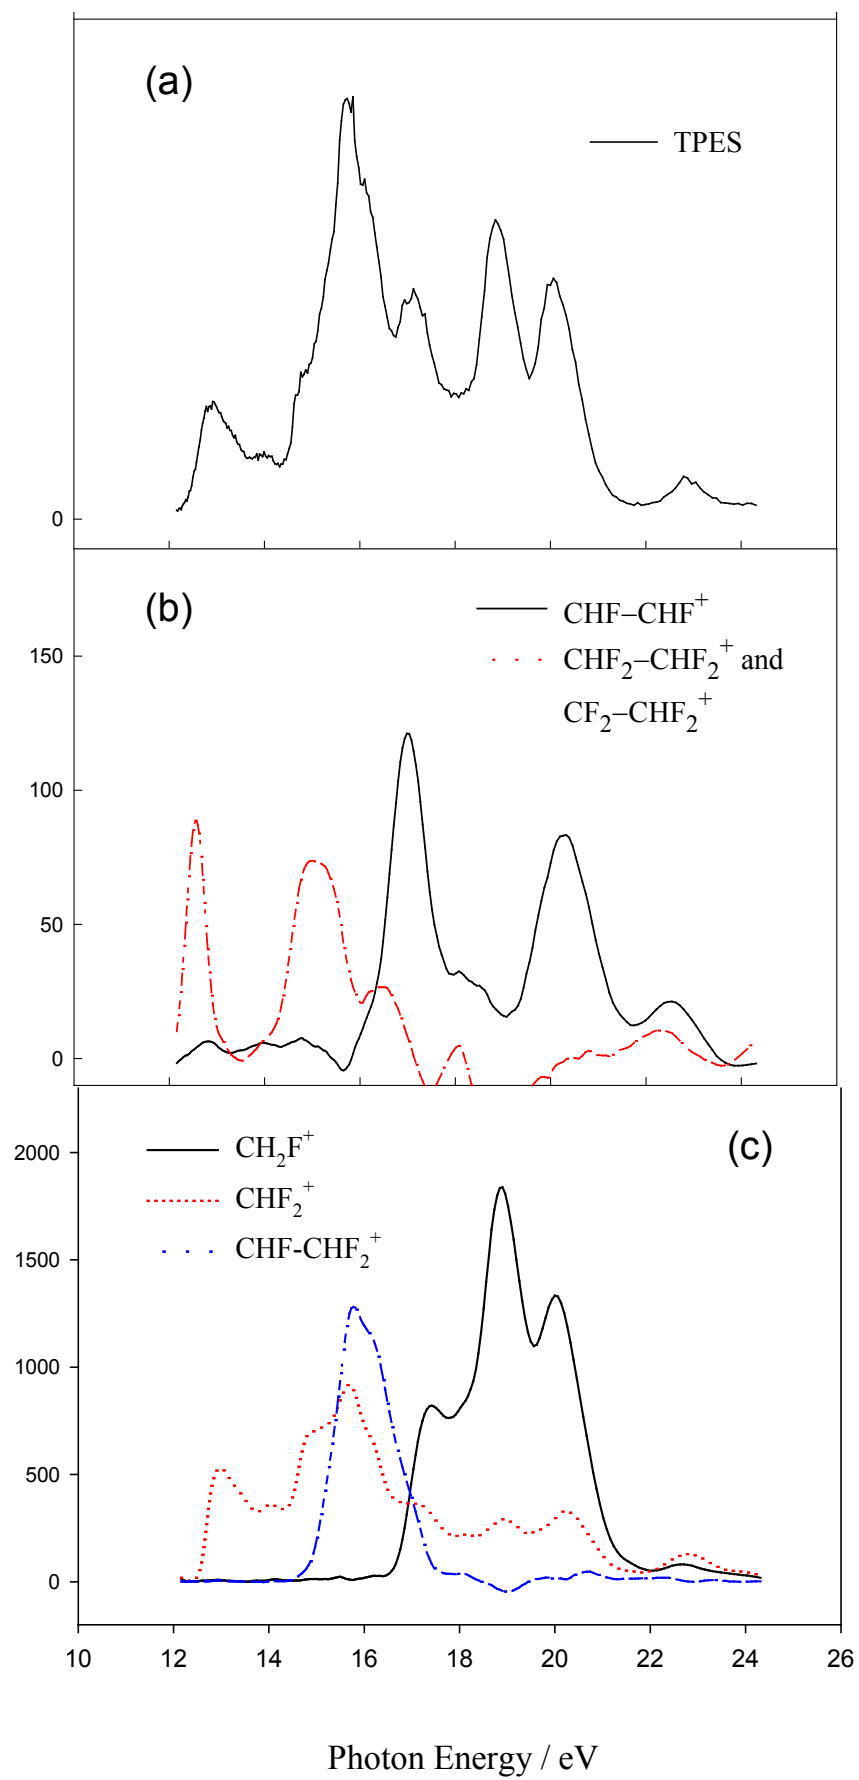 (a)
TPES
0
(b)
CHF–CHF⁺
CHF₂–CHF₂⁺ and
CF₂–CHF₂⁺
150
100
50
0
(c)
CH₂F⁺
CHF₂⁺
CHF-CHF₂⁺
2000
1500
1000
500
0
10 12 14 16 18 20 22 24 26
Photon Energy / eV